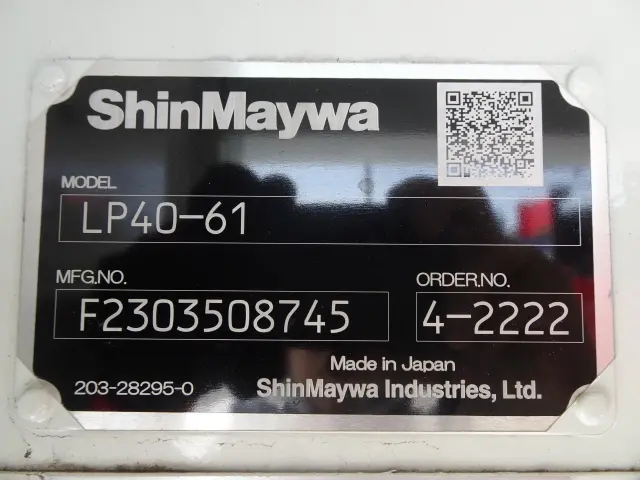 ShinMaywa
MODEL
LP40-61
MFG.NO. ORDER.NO.
F2303508745 4-2222
Made in Japan
203-28295-0 ShinMaywa Industries, Ltd.